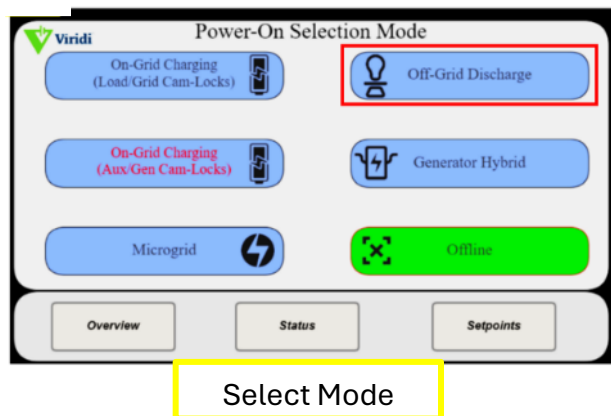 Viridi
Power-On Selection Mode
On-Grid Charging
(Load/Grid Cam-Locks)
Off-Grid Discharge
On-Grid Charging
(Aux/Gen Cam-Locks)
Generator Hybrid
Microgrid
Offline
Overview
Status
Setpoints
Select Mode